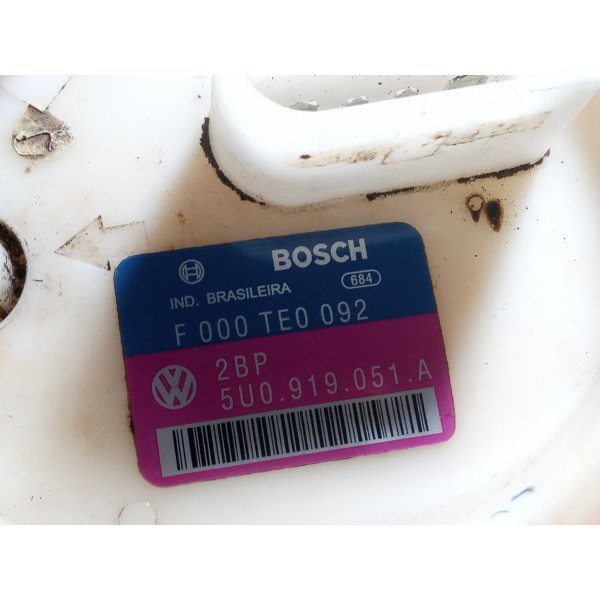 BOSCH
IND. BRASILEIRA 684
F 000 TE0 092
2BP
5U0.919.051.A